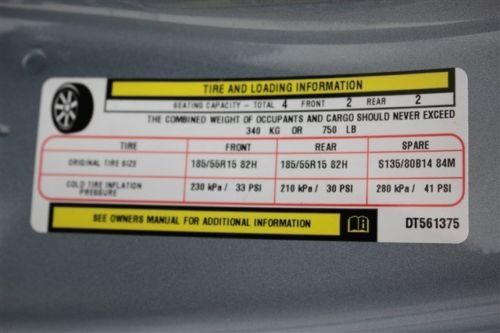 TIRE AND LOADING INFORMATION
SEATING CAPACITY - TOTAL 4 FRONT 2 REAR 2
THE COMBINED WEIGHT OF OCCUPANTS AND CARGO SHOULD NEVER EXCEED
340 KG OR 750 LB
FRONT REAR SPARE
ORIGINAL TIRE SIZE 185/55R15 82H 185/55R15 82H S135/80B14 84M
COLD TIRE INFLATION
PRESSURE 230 kPa / 33 PSI 210 kPa / 30 PSI 280 kPa / 41 PSI
SEE OWNERS MANUAL FOR ADDITIONAL INFORMATION DT561375